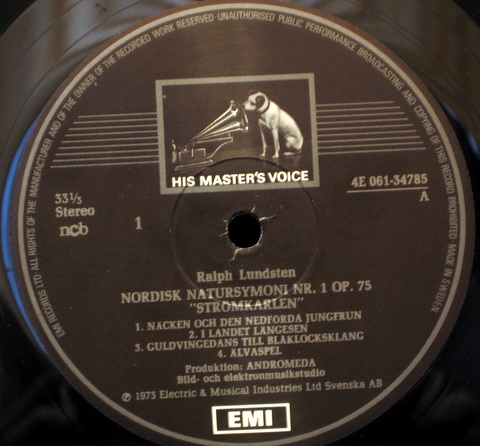 EMI RECORDS LTD·ALL RIGHTS OF THE MANUFACTURER AND OF THE OWNER OF THE RECORDED WORK RESERVED·UNAUTHORISED PUBLIC PERFORMANCE BROADCASTING AND COPYING OF THIS RECORD PROHIBITED MADE IN SWEDEN
HIS MASTER'S VOICE
33⅓
Stereo
ncb
1
4E 061-34785
A
Ralph Lundsten
NORDISK NATURSYMONI NR. 1 OP. 75
"STRÖMKARLEN"
1. NÄCKEN OCH DEN NEDFÖRDA JUNGFRUN
2. I LANDET LÄNGESEN
3. GULDVINGEDANS TILL BLÅKLOCKSKLANG
4. ÄLVASPEL
Produktion: ANDROMEDA
Bild- och elektronmusikstudio
℗ 1973 Electric & Musical Industries Ltd Svenska AB
EMI